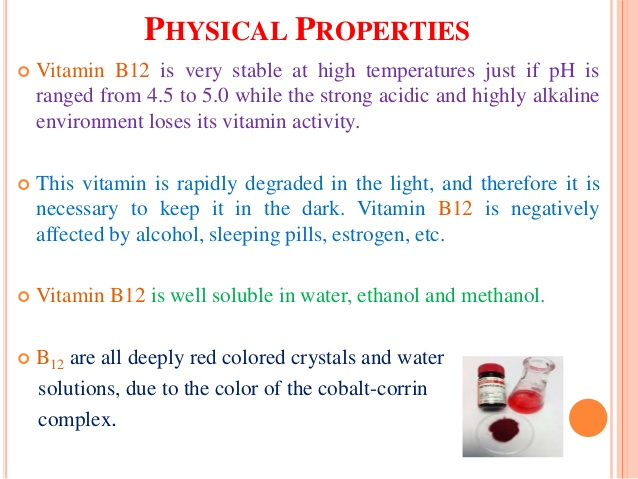 PHYSICAL PROPERTIES
Vitamin B12 is very stable at high temperatures just if pH is
ranged from 4.5 to 5.0 while the strong acidic and highly alkaline
environment loses its vitamin activity.
This vitamin is rapidly degraded in the light, and therefore it is
necessary to keep it in the dark. Vitamin B12 is negatively
affected by alcohol, sleeping pills, estrogen, etc.
Vitamin B12 is well soluble in water, ethanol and methanol.
B12 are all deeply red colored crystals and water
solutions, due to the color of the cobalt-corrin
complex.